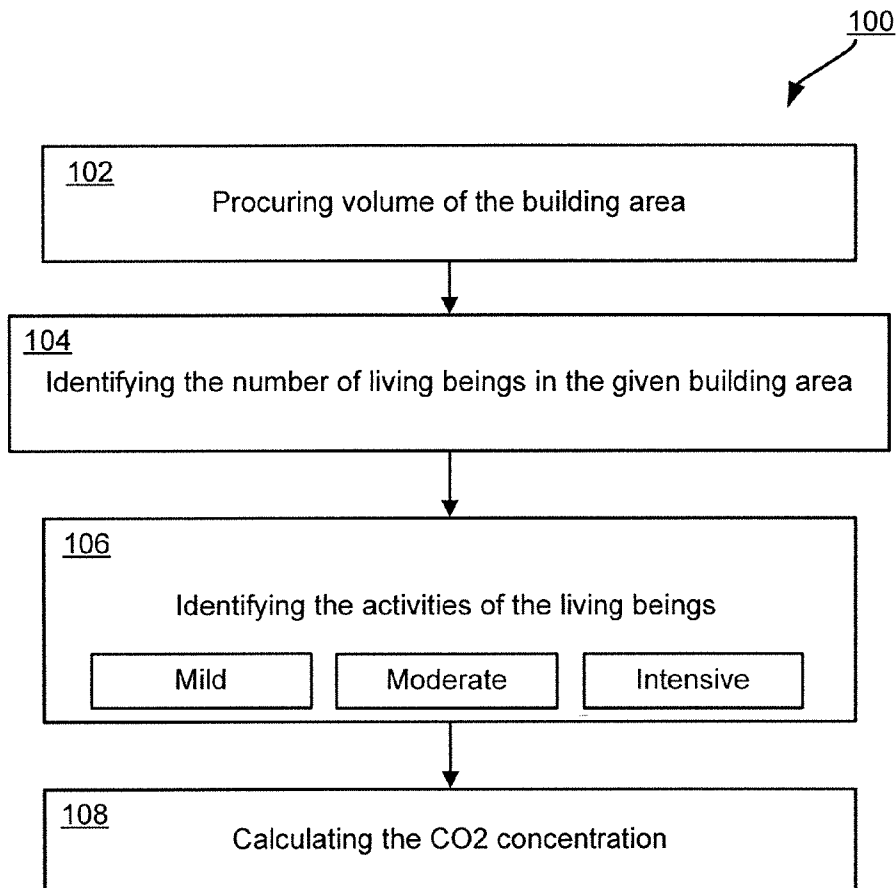 100
102
Procuring volume of the building area
104
Identifying the number of living beings in the given building area
106
Identifying the activities of the living beings
Mild
Moderate
Intensive
108
Calculating the CO2 concentration